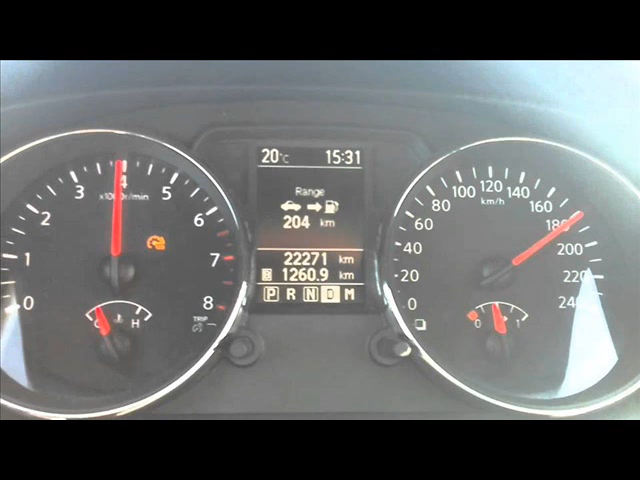 20°C 15:31
Range
204 km
22271 km
B 1260.9 km
P R N D M
0 1 2 3 4 5 6 7 8
x1000r/min
C H
TRIP
0 20 40 60 80 100 120 140 160 180 200 220 240
km/h
0 1